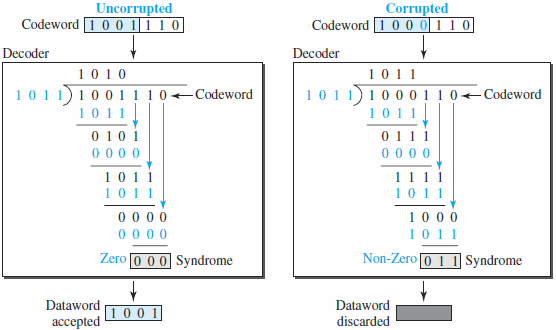 Uncorrupted
Codeword 1 0 0 1 1 1 0
Decoder
1 0 1 0
1 0 1 1 ) 1 0 0 1 1 1 0 Codeword
1 0 1 1
0 1 0 1
0 0 0 0
1 0 1 1
1 0 1 1
0 0 0 0
0 0 0 0
Zero 0 0 0 Syndrome
Dataword
accepted 1 0 0 1
Corrupted
Codeword 1 0 0 0 1 1 0
Decoder
1 0 1 1
1 0 1 1 ) 1 0 0 0 1 1 0 Codeword
1 0 1 1
0 1 1 1
0 0 0 0
1 1 1 1
1 0 1 1
1 0 0 0
1 0 1 1
Non-Zero 0 1 1 Syndrome
Dataword
discarded